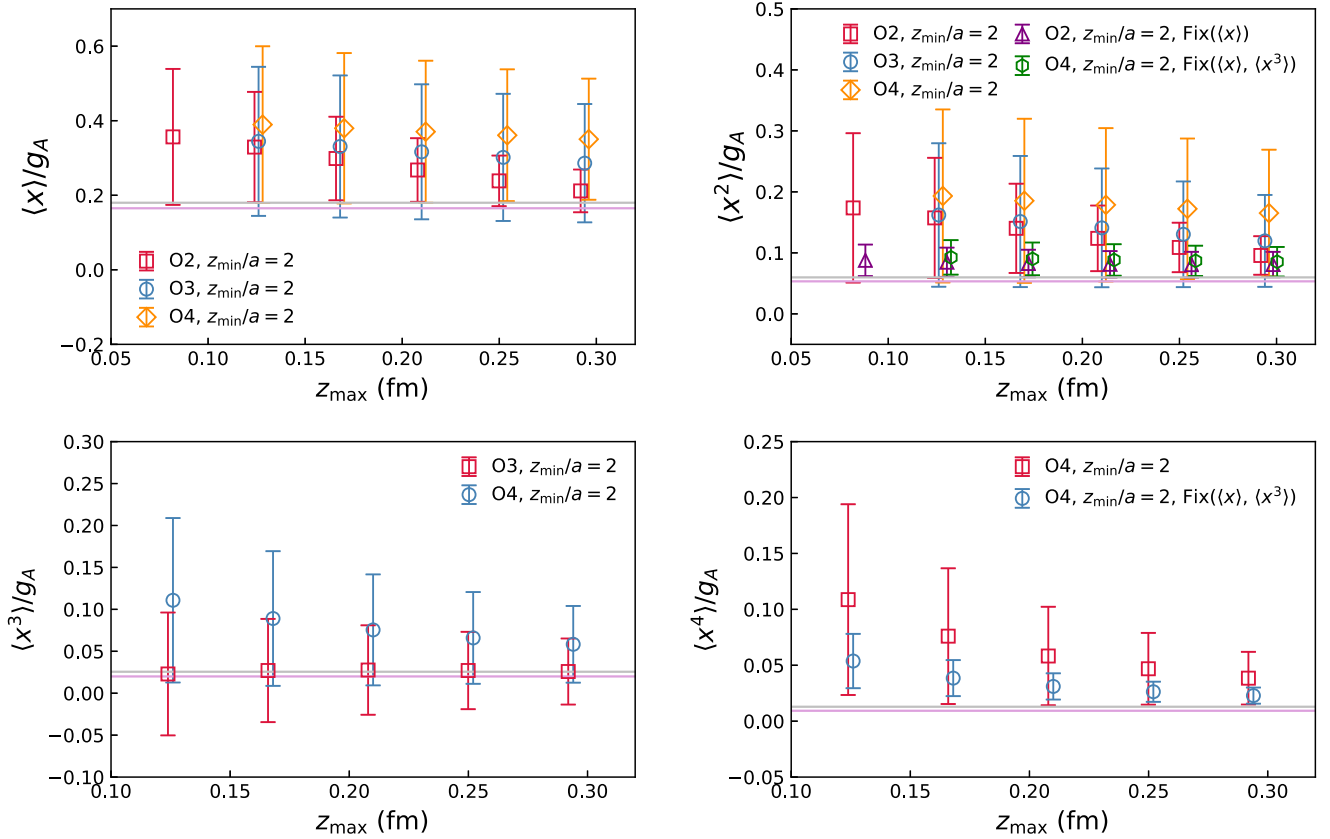 ⟨x⟩/g_A
0.6
0.4
0.2
0.0
−0.2
O2, z_min/a = 2
O3, z_min/a = 2
O4, z_min/a = 2
0.05 0.10 0.15 0.20 0.25 0.30
z_max (fm)
⟨x²⟩/g_A
0.5
0.4
0.3
0.2
0.1
0.0
O2, z_min/a = 2 O2, z_min/a = 2, Fix(⟨x⟩)
O3, z_min/a = 2 O4, z_min/a = 2, Fix(⟨x⟩, ⟨x³⟩)
O4, z_min/a = 2
0.05 0.10 0.15 0.20 0.25 0.30
z_max (fm)
⟨x³⟩/g_A
0.30
0.25
0.20
0.15
0.10
0.05
0.00
−0.05
−0.10
O3, z_min/a = 2
O4, z_min/a = 2
0.10 0.15 0.20 0.25 0.30
z_max (fm)
⟨x⁴⟩/g_A
0.25
0.20
0.15
0.10
0.05
0.00
−0.05
O4, z_min/a = 2
O4, z_min/a = 2, Fix(⟨x⟩, ⟨x³⟩)
0.10 0.15 0.20 0.25 0.30
z_max (fm)